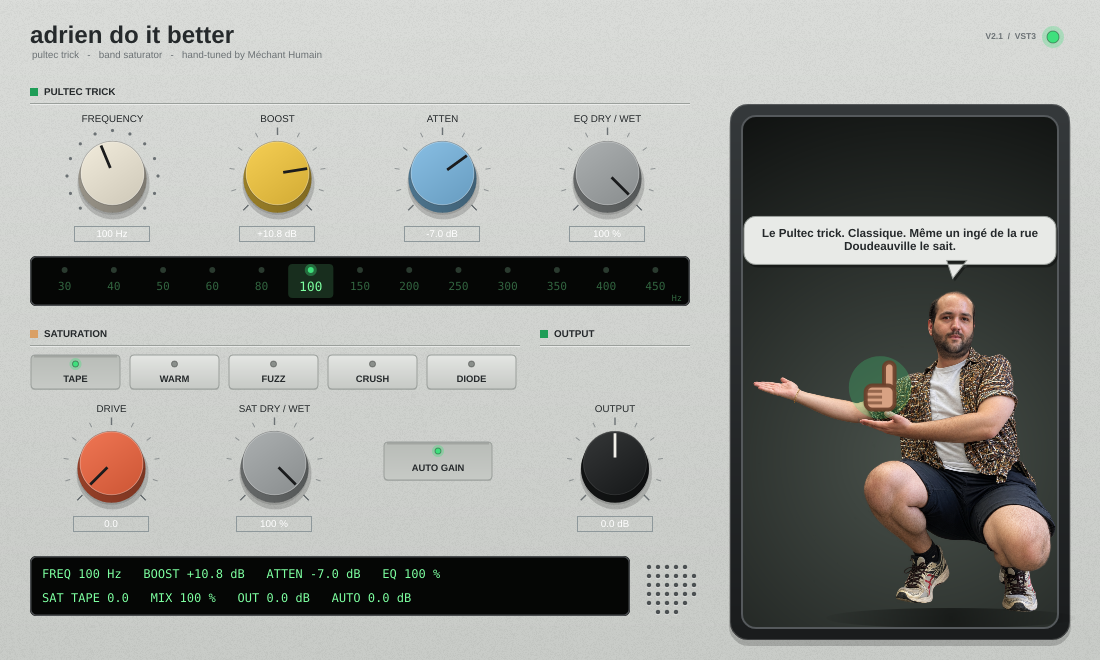 adrien do it better
pultec trick - band saturator - hand-tuned by Méchant Humain
V2.1 / VST3
PULTEC TRICK
FREQUENCY BOOST ATTEN EQ DRY / WET
100 Hz +10.8 dB -7.0 dB 100 %
30 40 50 60 80 100 150 200 250 300 350 400 450
Hz
SATURATION OUTPUT
TAPE WARM FUZZ CRUSH DIODE
DRIVE SAT DRY / WET OUTPUT
AUTO GAIN
0.0 100 % 0.0 dB
FREQ 100 Hz BOOST +10.8 dB ATTEN -7.0 dB EQ 100 %
SAT TAPE 0.0 MIX 100 % OUT 0.0 dB AUTO 0.0 dB
Le Pultec trick. Classique. Même un ingé de la rue
Doudeauville le sait.